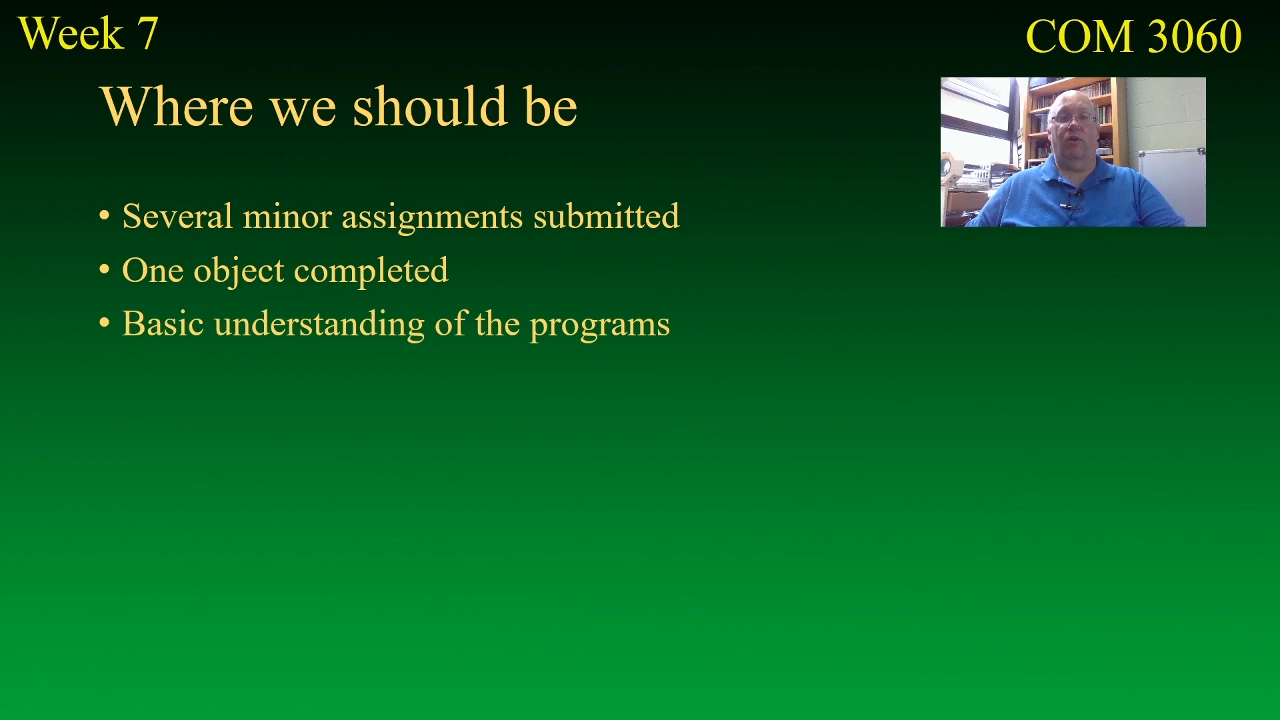 Week 7
COM 3060
Where we should be
• Several minor assignments submitted
• One object completed
• Basic understanding of the programs